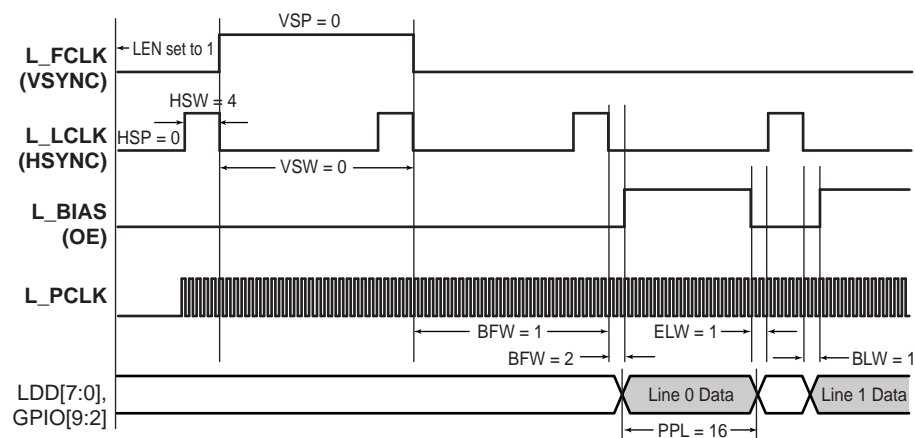 VSP = 0
LEN set to 1
L_FCLK
(VSYNC)
HSW = 4
L_LCLK
(HSYNC)
HSP = 0
VSW = 0
L_BIAS
(OE)
L_PCLK
BFW = 1
ELW = 1
BFW = 2
BLW = 1
LDD[7:0],
GPIO[9:2]
Line 0 Data
Line 1 Data
PPL = 16